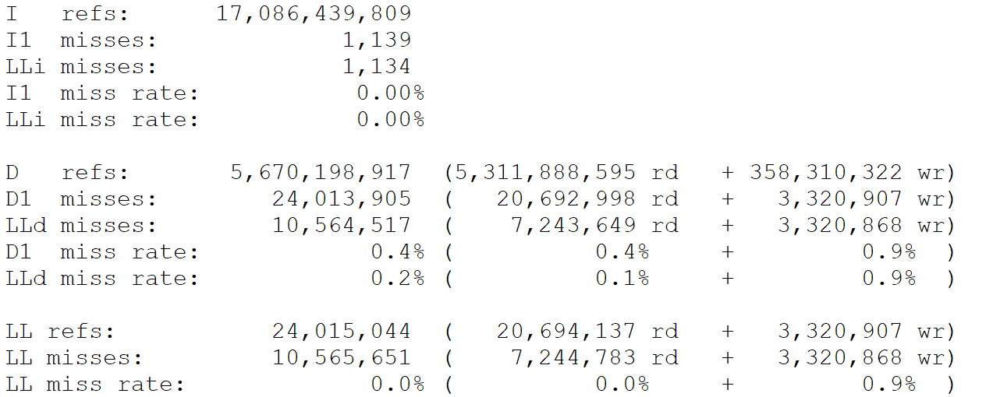 I   refs:      17,086,439,809
I1  misses:             1,139
LLi misses:             1,134
I1  miss rate:           0.00%
LLi miss rate:           0.00%

D   refs:       5,670,198,917  (5,311,888,595 rd   + 358,310,322 wr)
D1  misses:        24,013,905  (   20,692,998 rd   +   3,320,907 wr)
LLd misses:        10,564,517  (    7,243,649 rd   +   3,320,868 wr)
D1  miss rate:            0.4% (          0.4%     +         0.9%  )
LLd miss rate:            0.2% (          0.1%     +         0.9%  )

LL refs:           24,015,044  (   20,694,137 rd   +   3,320,907 wr)
LL misses:         10,565,651  (    7,244,783 rd   +   3,320,868 wr)
LL miss rate:             0.0% (          0.0%     +         0.9%  )